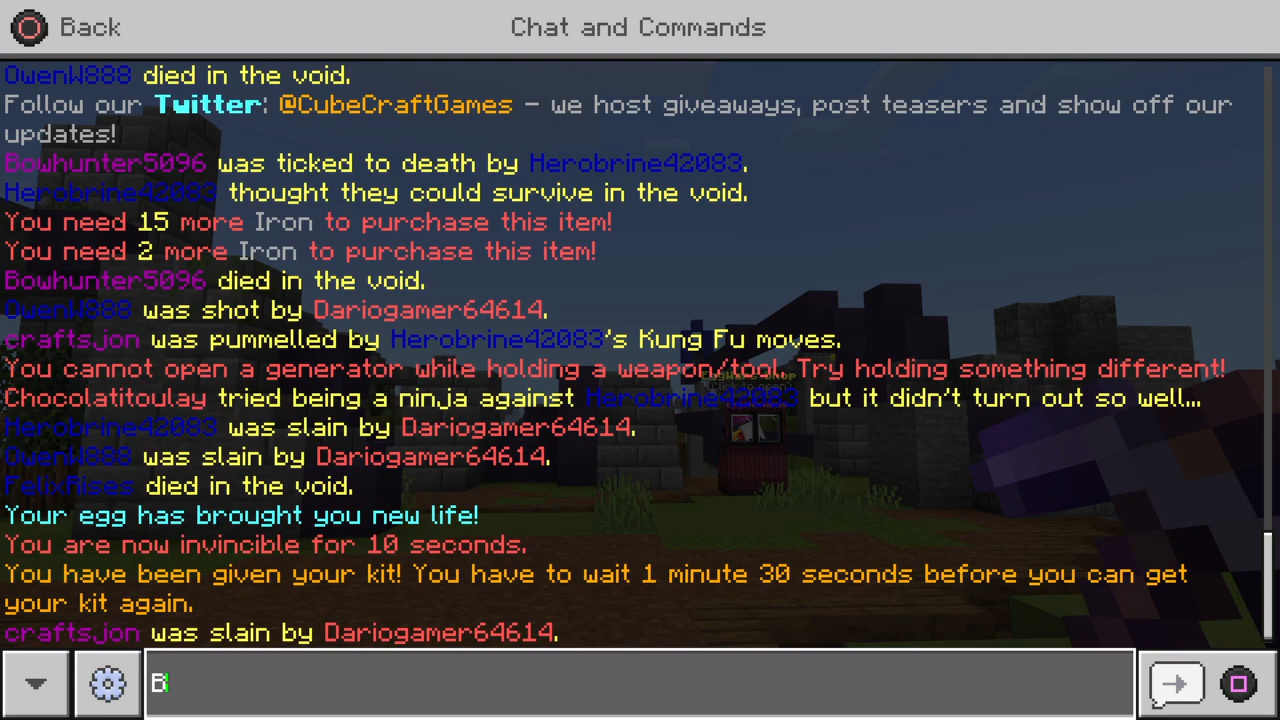 Back
Chat and Commands
OwenW888 died in the void.
Follow our Twitter: @CubeCraftGames - we host giveaways, post teasers and show off our
updates!
Bowhunter5096 was ticked to death by Herobrine42083.
Herobrine42083 thought they could survive in the void.
You need 15 more Iron to purchase this item!
You need 2 more Iron to purchase this item!
Bowhunter5096 died in the void.
OwenW888 was shot by Dariogamer64614.
craftsjon was pummelled by Herobrine42083's Kung Fu moves.
You cannot open a generator while holding a weapon/tool. Try holding something different!
Chocolatitoulay tried being a ninja against Herobrine42083 but it didn't turn out so well...
Herobrine42083 was slain by Dariogamer64614.
OwenW888 was slain by Dariogamer64614.
FelixRises died in the void.
Your egg has brought you new life!
You are now invincible for 10 seconds.
You have been given your kit! You have to wait 1 minute 30 seconds before you can get
your kit again.
craftsjon was slain by Dariogamer64614.
B